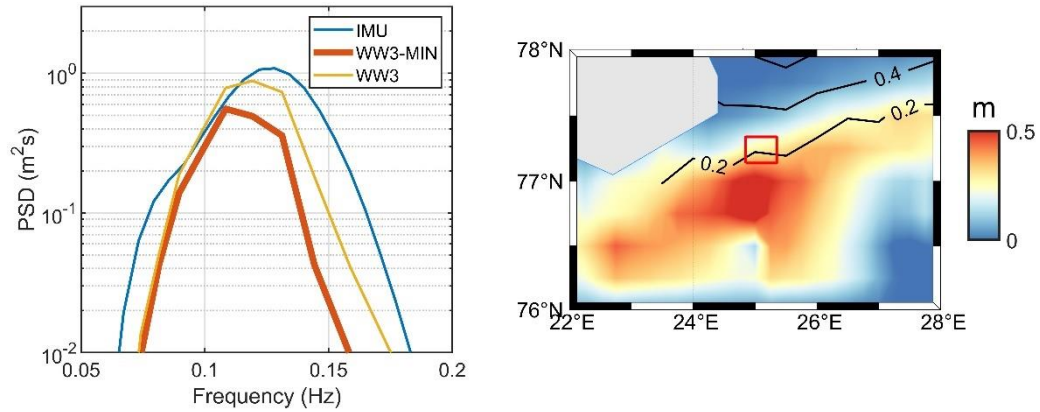 IMU
WW3-MIN
WW3
10^0
10^-1
10^-2
PSD (m^2s)
0.05
0.1
0.15
0.2
Frequency (Hz)
78°N
77°N
76°N
22°E
24°E
26°E
28°E
0.4
0.2
0.2
m
0.5
0